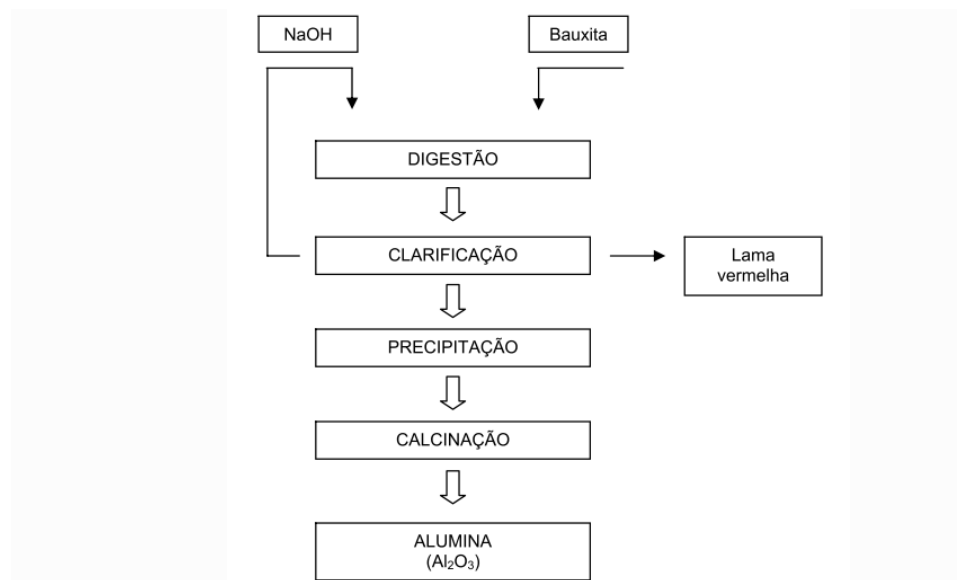 NaOH
Bauxita
DIGESTÃO
CLARIFICAÇÃO
Lama
vermelha
PRECIPITAÇÃO
CALCINAÇÃO
ALUMINA
(Al₂O₃)